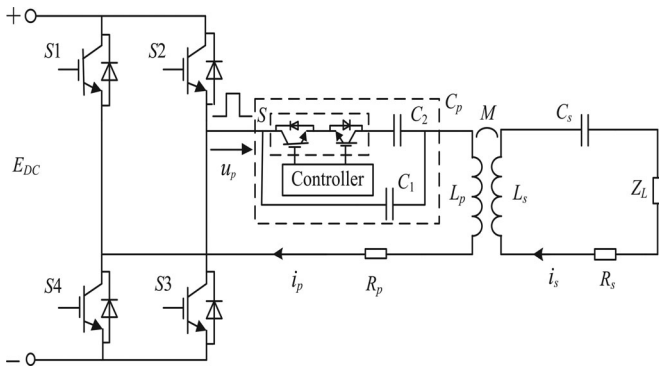 +
S1
S2
S
C_p
C_2
M
C_s
E_DC
u_p
Controller
C_1
L_p
L_s
Z_L
S4
S3
i_p
R_p
i_s
R_s
−